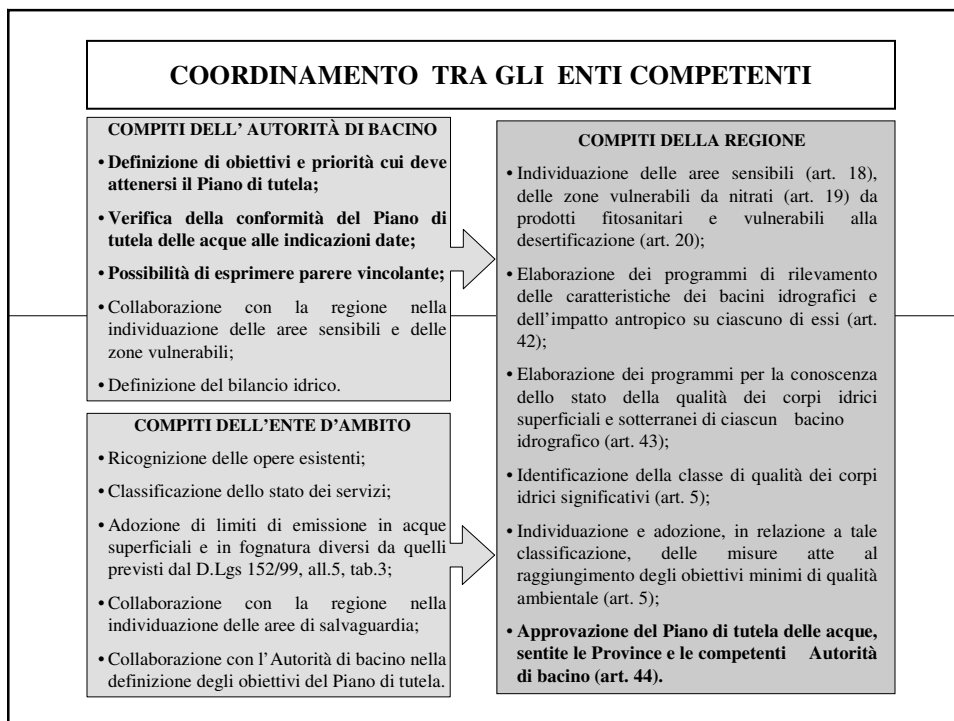 COORDINAMENTO TRA GLI ENTI COMPETENTI
COMPITI DELL' AUTORITÀ DI BACINO
• Definizione di obiettivi e priorità cui deve
attenersi il Piano di tutela;
• Verifica della conformità del Piano di
tutela delle acque alle indicazioni date;
• Possibilità di esprimere parere vincolante;
• Collaborazione con la regione nella
individuazione delle aree sensibili e delle
zone vulnerabili;
• Definizione del bilancio idrico.
COMPITI DELL'ENTE D'AMBITO
• Ricognizione delle opere esistenti;
• Classificazione dello stato dei servizi;
• Adozione di limiti di emissione in acque
superficiali e in fognatura diversi da quelli
previsti dal D.Lgs 152/99, all.5, tab.3;
• Collaborazione con la regione nella
individuazione delle aree di salvaguardia;
• Collaborazione con l'Autorità di bacino nella
definizione degli obiettivi del Piano di tutela.
COMPITI DELLA REGIONE
• Individuazione delle aree sensibili (art. 18),
delle zone vulnerabili da nitrati (art. 19) da
prodotti fitosanitari e vulnerabili alla
desertificazione (art. 20);
• Elaborazione dei programmi di rilevamento
delle caratteristiche dei bacini idrografici e
dell'impatto antropico su ciascuno di essi (art.
42);
• Elaborazione dei programmi per la conoscenza
dello stato della qualità dei corpi idrici
superficiali e sotterranei di ciascun bacino
idrografico (art. 43);
• Identificazione della classe di qualità dei corpi
idrici significativi (art. 5);
• Individuazione e adozione, in relazione a tale
classificazione, delle misure atte al
raggiungimento degli obiettivi minimi di qualità
ambientale (art. 5);
• Approvazione del Piano di tutela delle acque,
sentite le Province e le competenti Autorità
di bacino (art. 44).